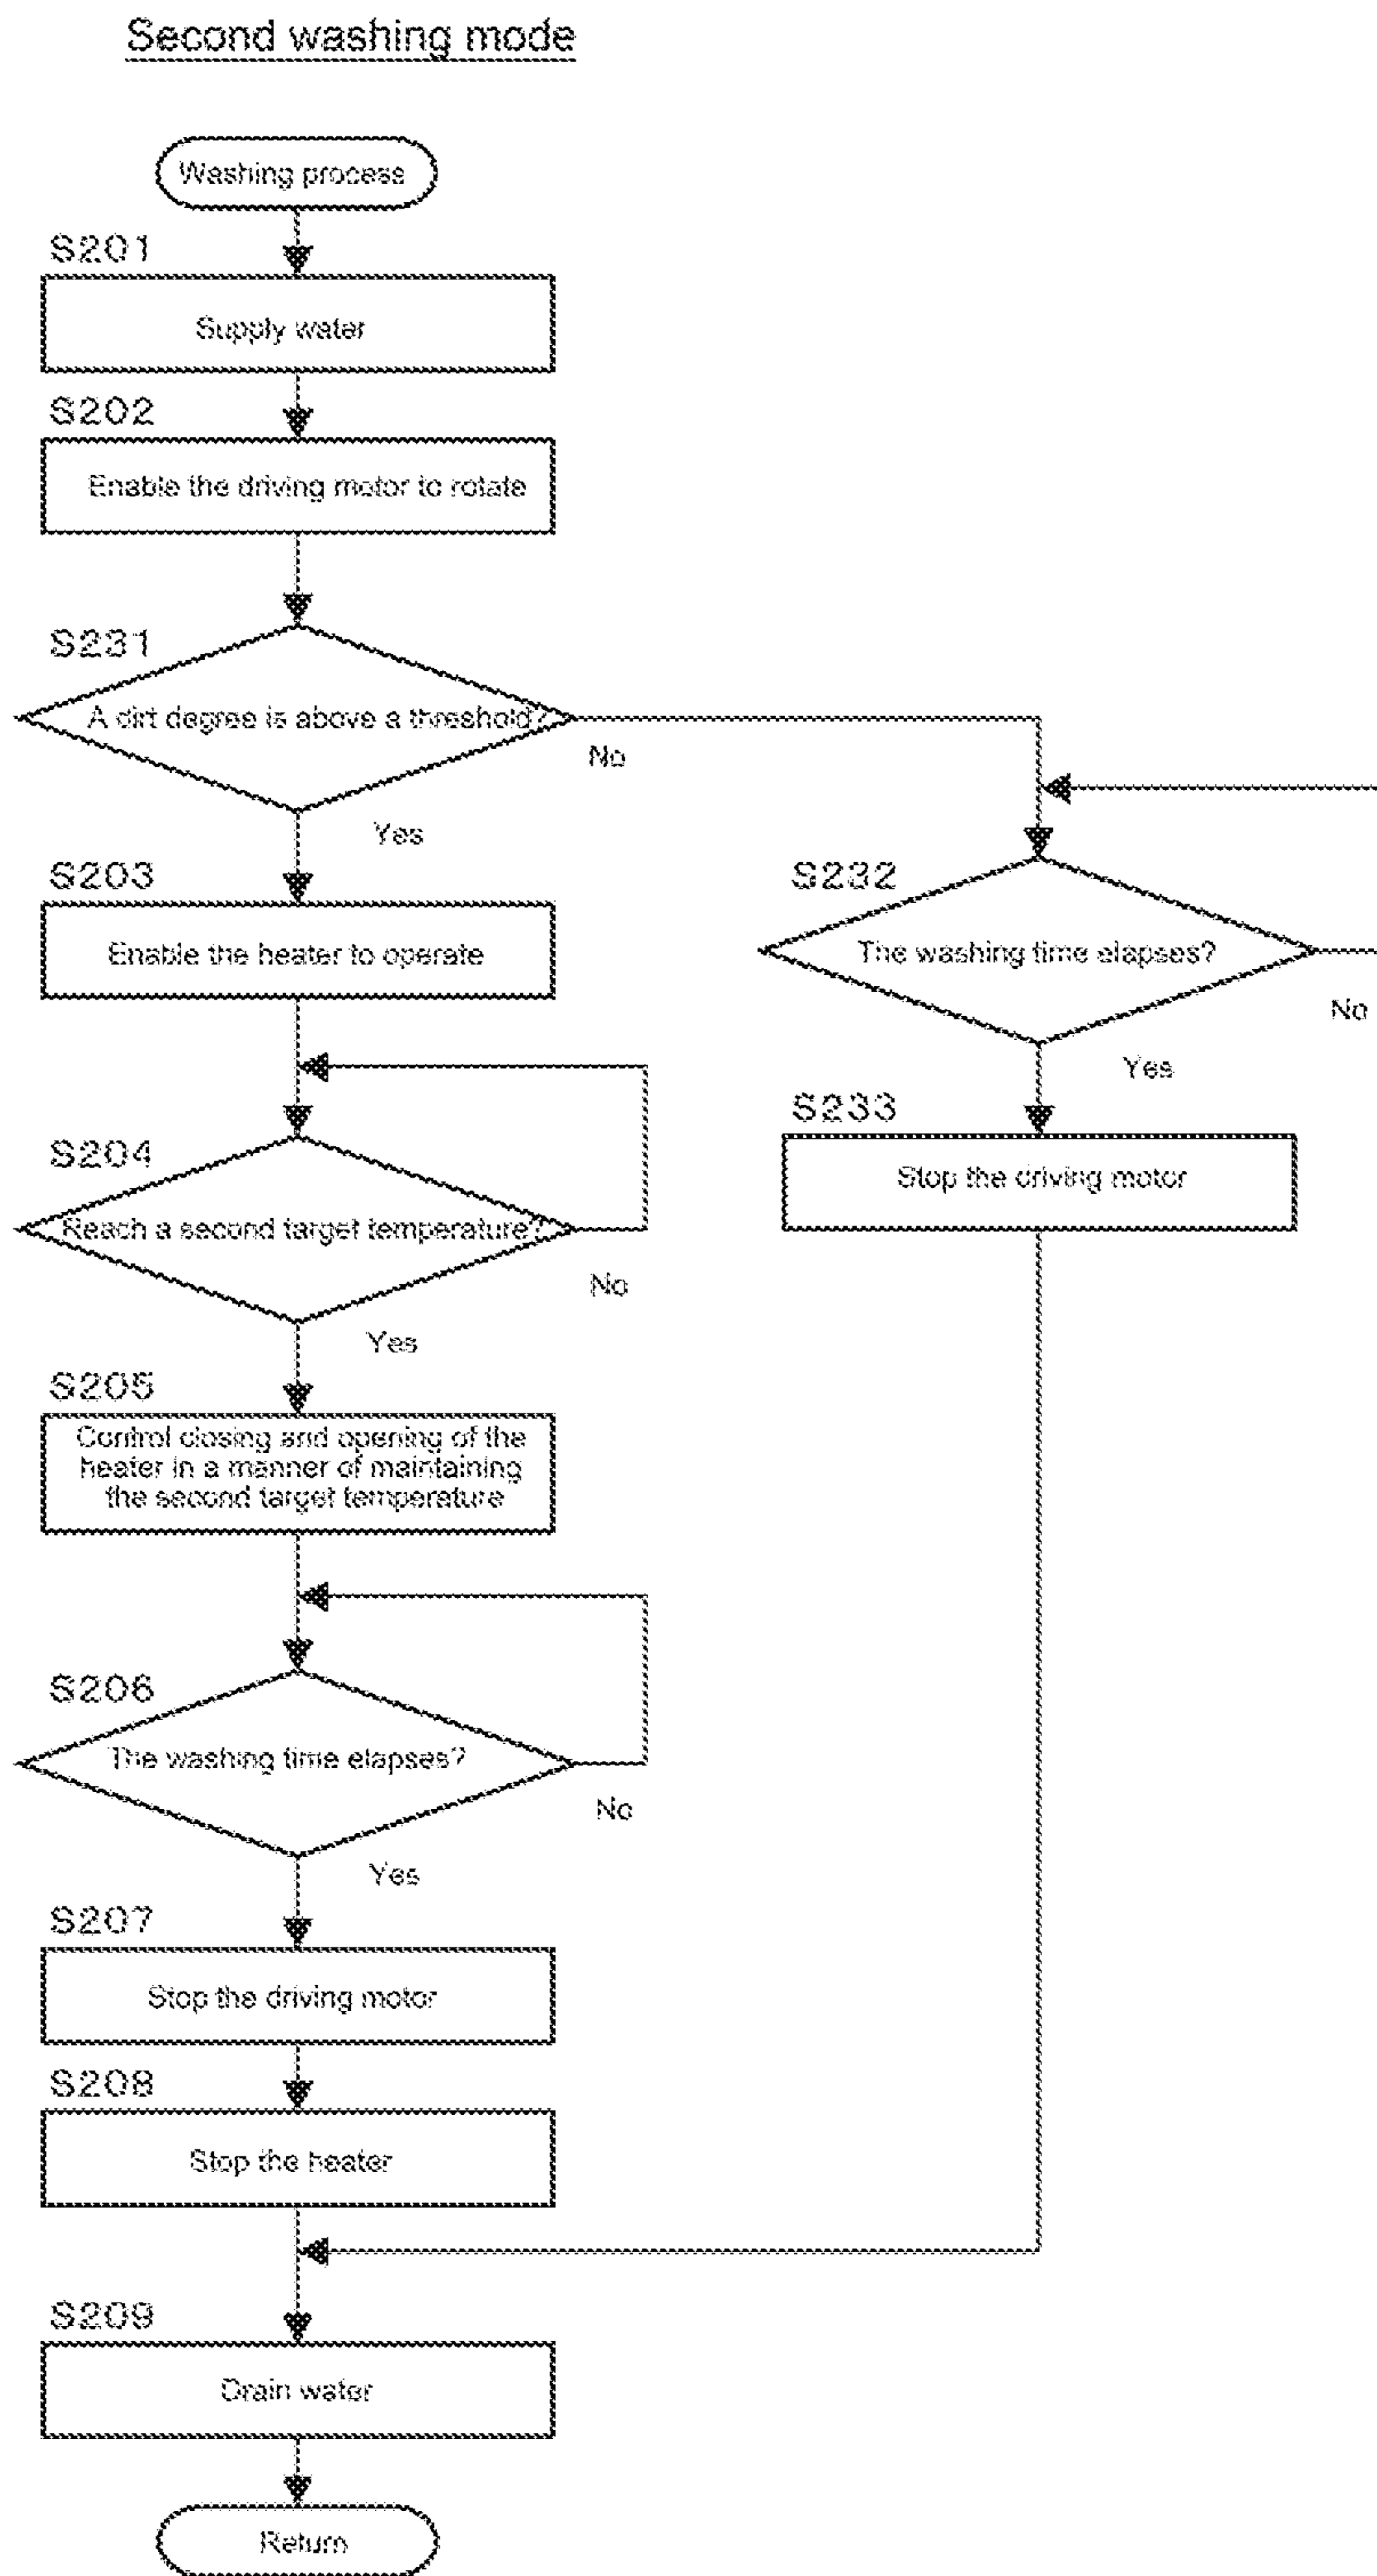 Second washing mode
Washing process
S201
Supply water
S202
Enable the driving motor to rotate
S231
A dirt degree is above a threshold?
No
Yes
S203
Enable the heater to operate
S232
The washing time elapses?
No
Yes
S233
Stop the driving motor
S204
Reach a second target temperature?
No
Yes
S205
Control closing and opening of the
heater in a manner of maintaining
the second target temperature
S206
The washing time elapses?
No
Yes
S207
Stop the driving motor
S208
Stop the heater
S209
Drain water
Return